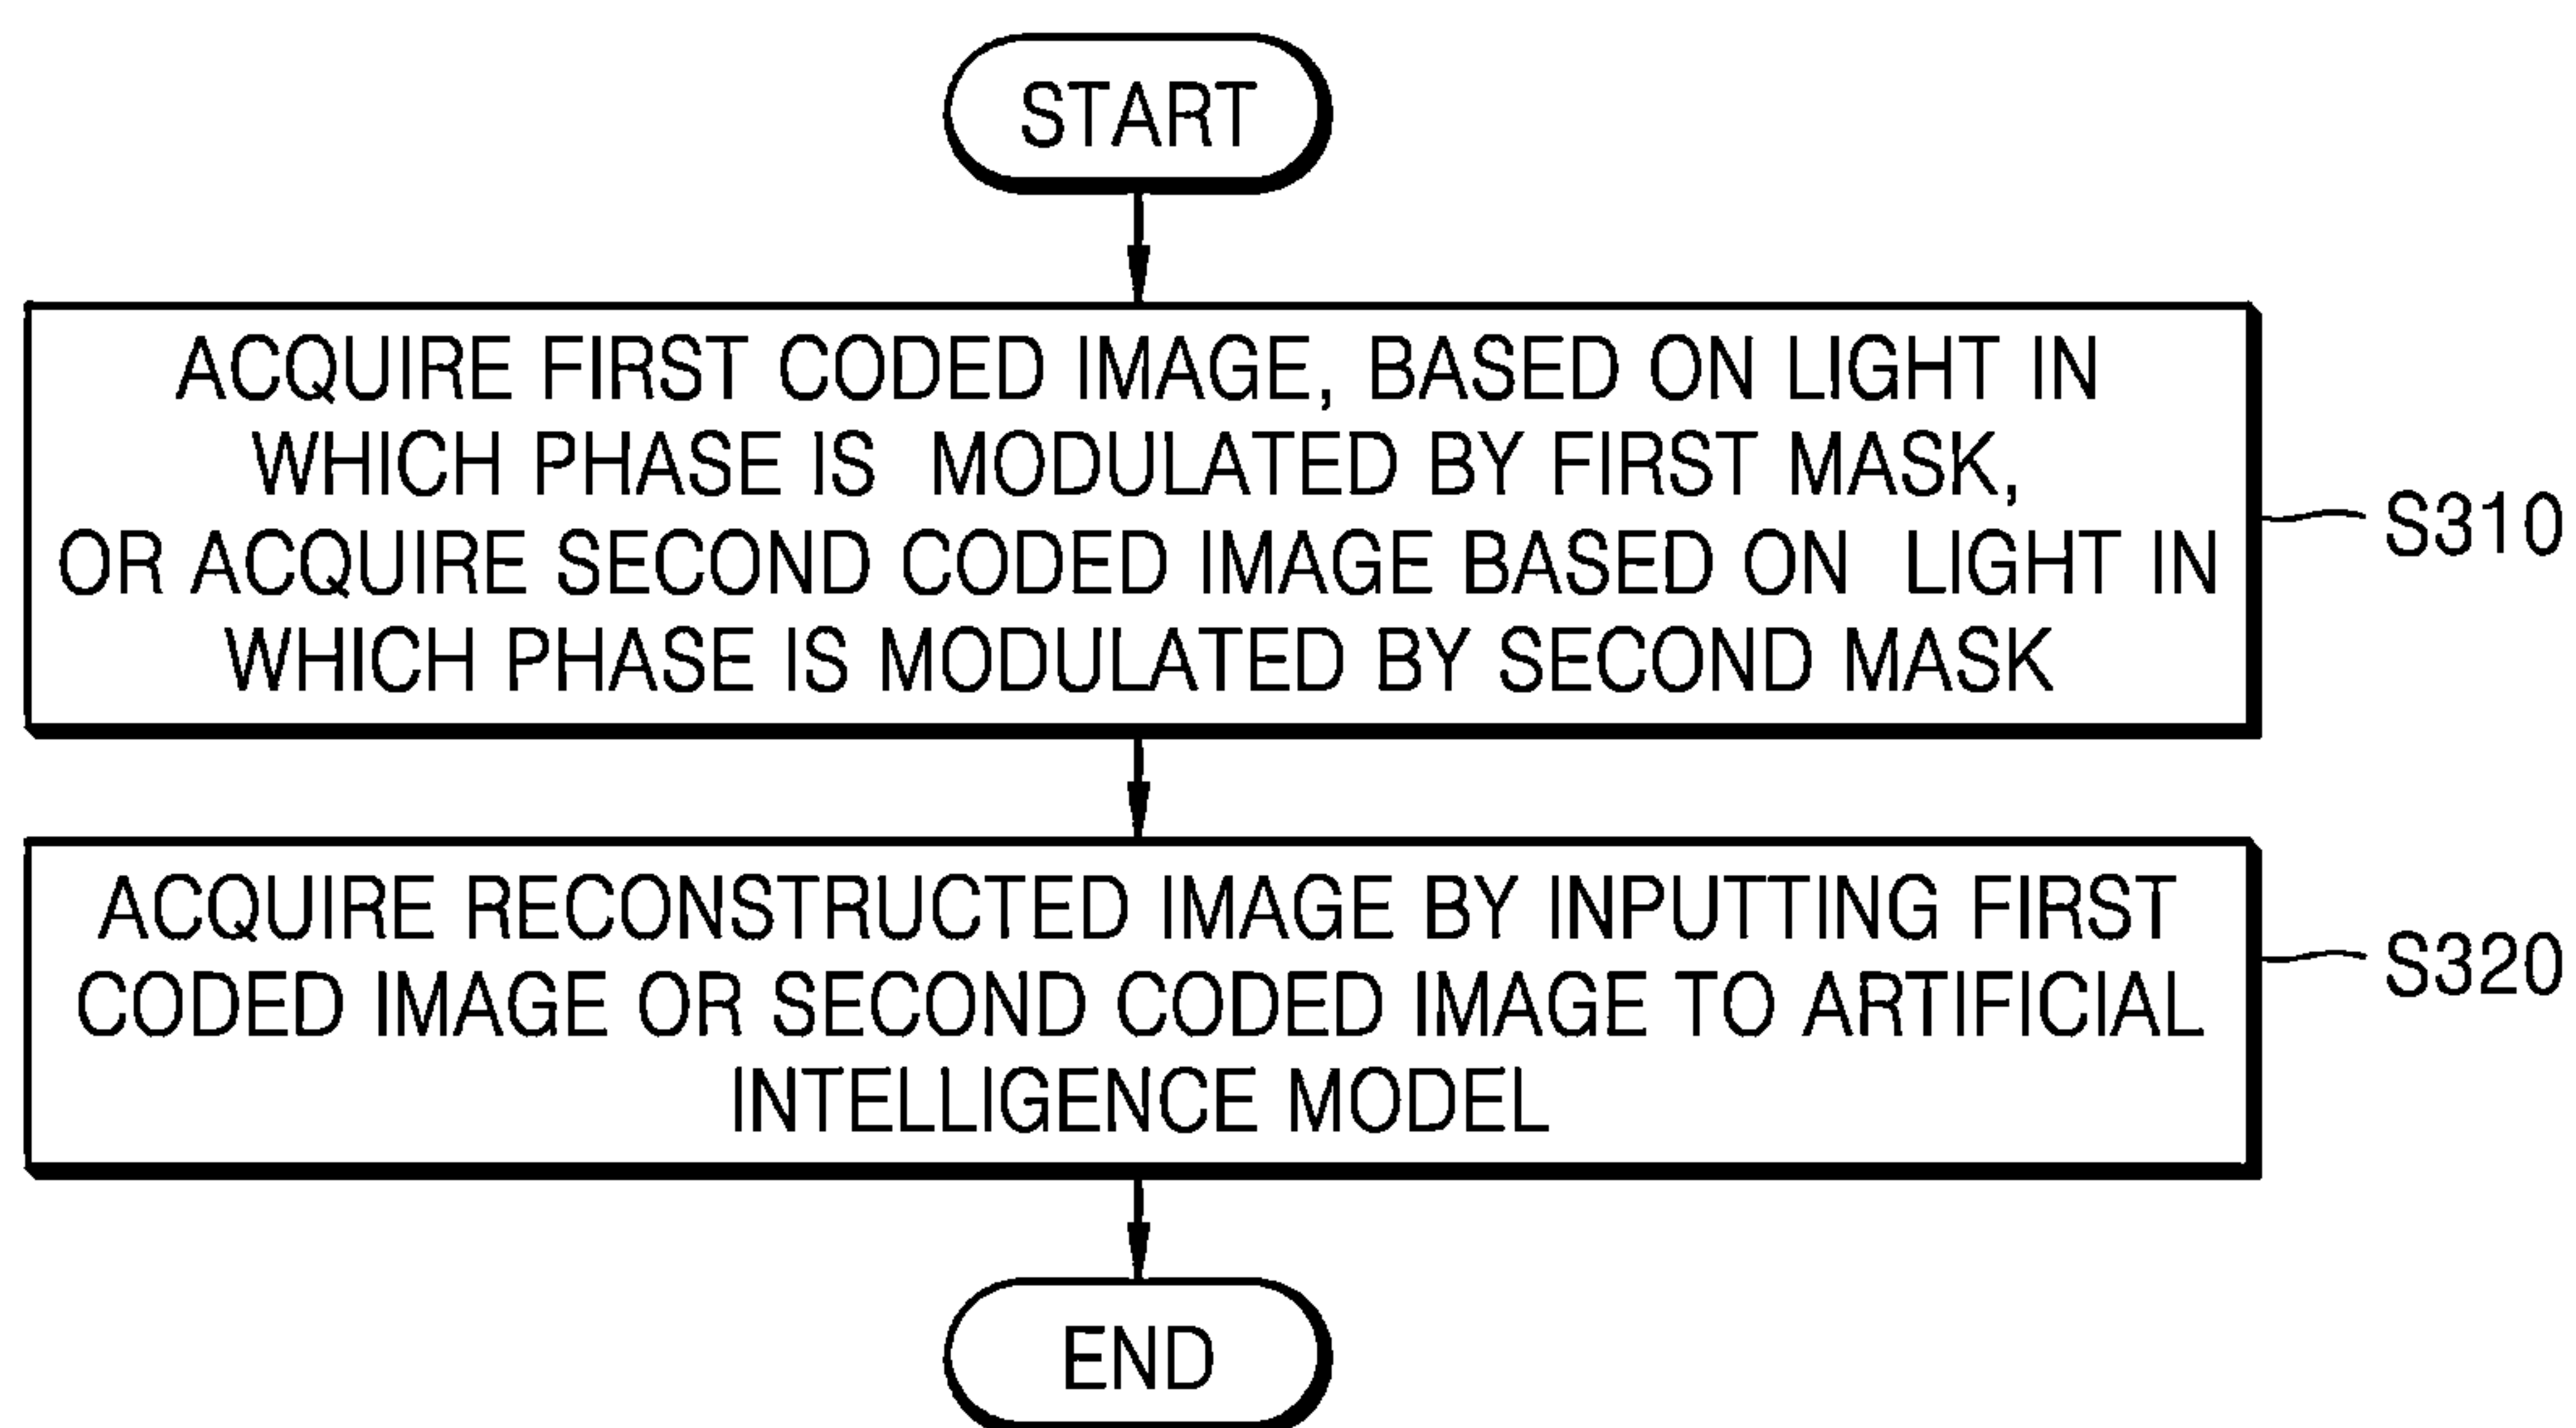 START
ACQUIRE FIRST CODED IMAGE, BASED ON LIGHT IN
WHICH PHASE IS MODULATED BY FIRST MASK,
OR ACQUIRE SECOND CODED IMAGE BASED ON LIGHT IN
WHICH PHASE IS MODULATED BY SECOND MASK
S310
ACQUIRE RECONSTRUCTED IMAGE BY INPUTTING FIRST
CODED IMAGE OR SECOND CODED IMAGE TO ARTIFICIAL
INTELLIGENCE MODEL
S320
END